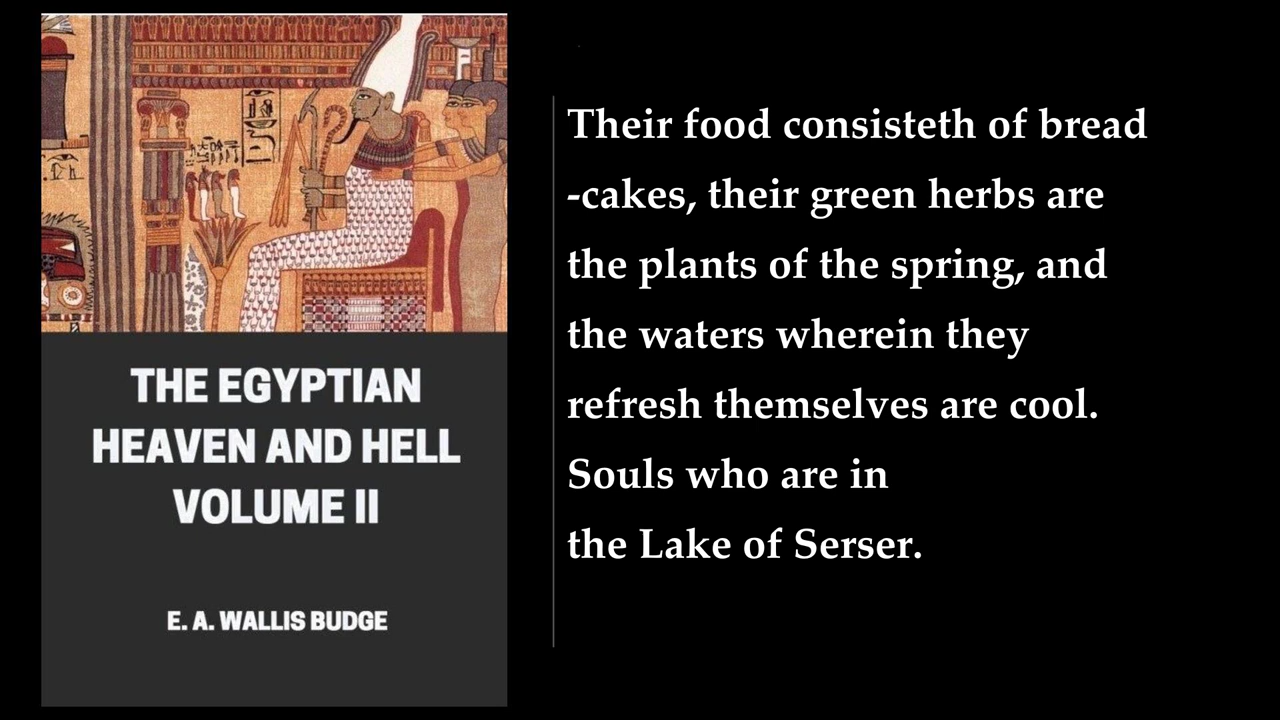 THE EGYPTIAN
HEAVEN AND HELL
VOLUME II
E. A. WALLIS BUDGE
Their food consisteth of bread
-cakes, their green herbs are
the plants of the spring, and
the waters wherein they
refresh themselves are cool.
Souls who are in
the Lake of Serser.